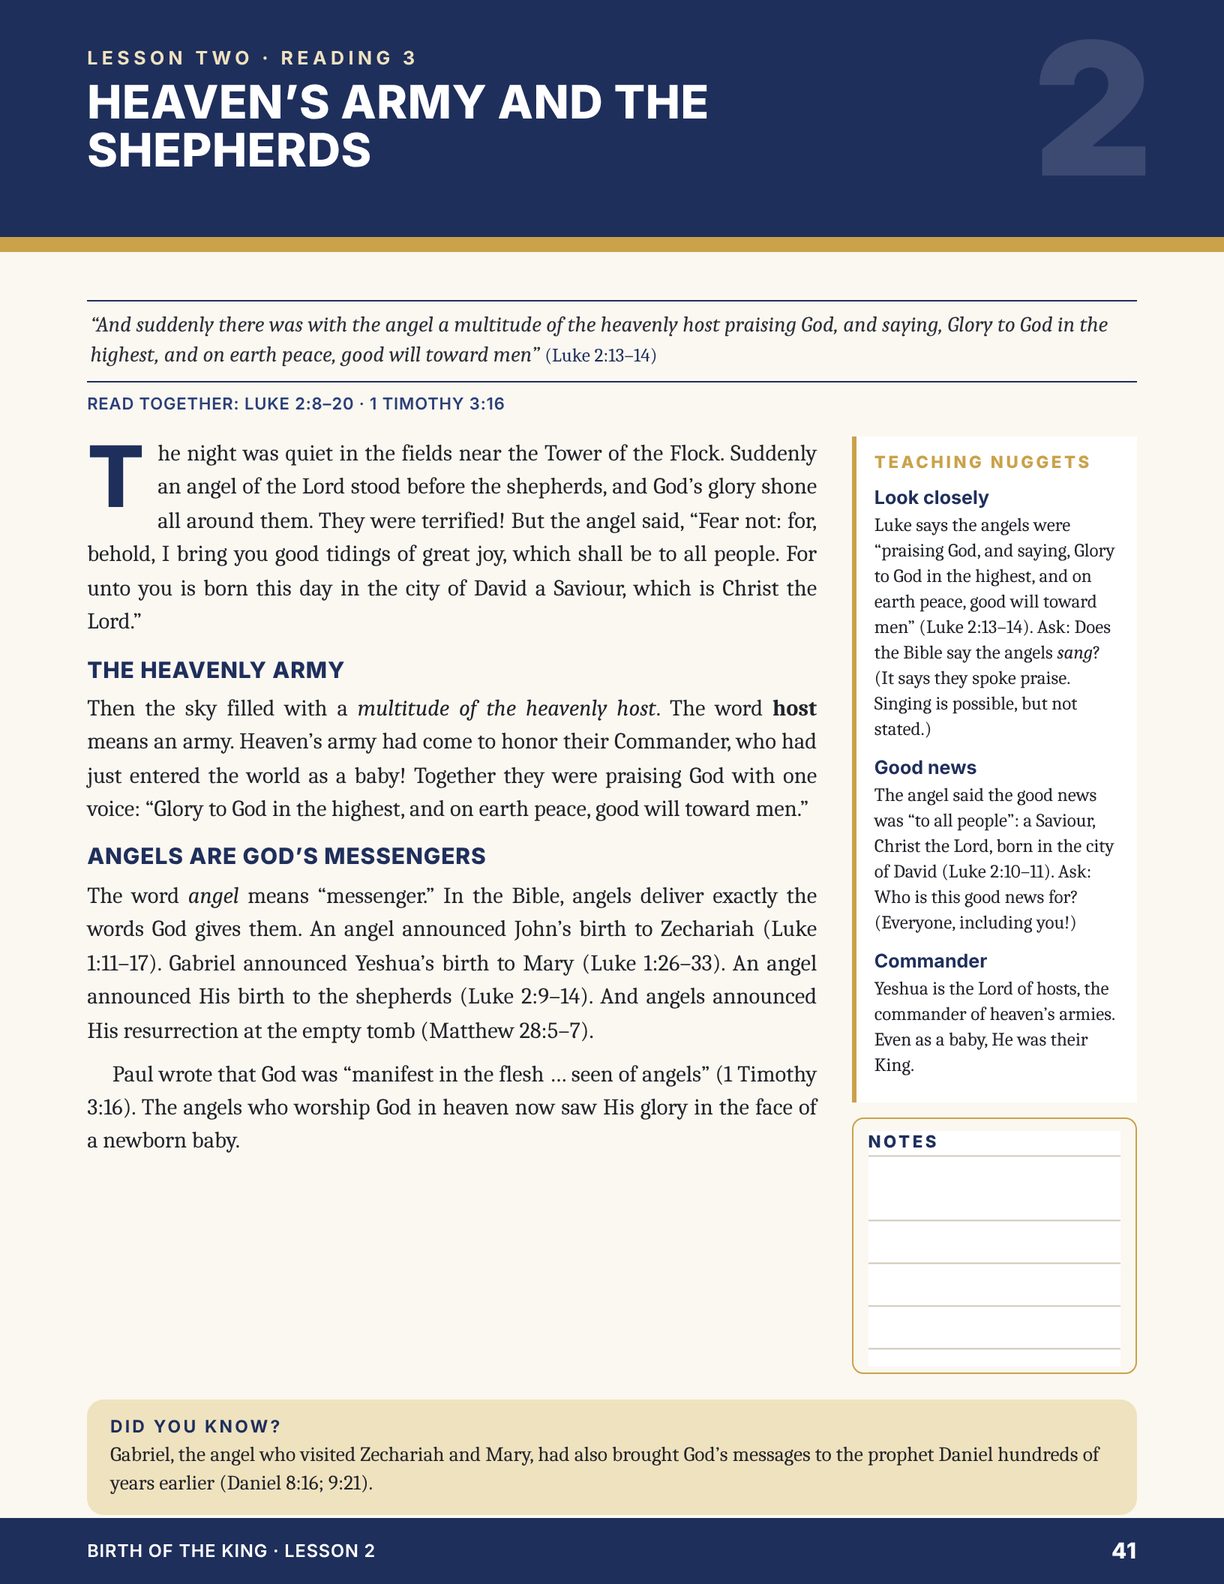 LESSON TWO · READING 3
2
HEAVEN’S ARMY AND THE
SHEPHERDS
“And suddenly there was with the angel a multitude of the heavenly host praising God, and saying, Glory to God in the
highest, and on earth peace, good will toward men” (Luke 2:13–14)
READ TOGETHER: LUKE 2:8–20 · 1 TIMOTHY 3:16
The night was quiet in the fields near the Tower of the Flock. Suddenly
an angel of the Lord stood before the shepherds, and God’s glory shone
all around them. They were terrified! But the angel said, “Fear not: for,
behold, I bring you good tidings of great joy, which shall be to all people. For
unto you is born this day in the city of David a Saviour, which is Christ the
Lord.”
THE HEAVENLY ARMY
Then the sky filled with a multitude of the heavenly host. The word host
means an army. Heaven’s army had come to honor their Commander, who had
just entered the world as a baby! Together they were praising God with one
voice: “Glory to God in the highest, and on earth peace, good will toward men.”
ANGELS ARE GOD’S MESSENGERS
The word angel means “messenger.” In the Bible, angels deliver exactly the
words God gives them. An angel announced John’s birth to Zechariah (Luke
1:11–17). Gabriel announced Yeshua’s birth to Mary (Luke 1:26–33). An angel
announced His birth to the shepherds (Luke 2:9–14). And angels announced
His resurrection at the empty tomb (Matthew 28:5–7).
Paul wrote that God was “manifest in the flesh … seen of angels” (1 Timothy
3:16). The angels who worship God in heaven now saw His glory in the face of
a newborn baby.
TEACHING NUGGETS
Look closely
Luke says the angels were
“praising God, and saying, Glory
to God in the highest, and on
earth peace, good will toward
men” (Luke 2:13–14). Ask: Does
the Bible say the angels sang?
(It says they spoke praise.
Singing is possible, but not
stated.)
Good news
The angel said the good news
was “to all people”: a Saviour,
Christ the Lord, born in the city
of David (Luke 2:10–11). Ask:
Who is this good news for?
(Everyone, including you!)
Commander
Yeshua is the Lord of hosts, the
commander of heaven’s armies.
Even as a baby, He was their
King.
NOTES
DID YOU KNOW?
Gabriel, the angel who visited Zechariah and Mary, had also brought God’s messages to the prophet Daniel hundreds of
years earlier (Daniel 8:16; 9:21).
BIRTH OF THE KING · LESSON 2
41